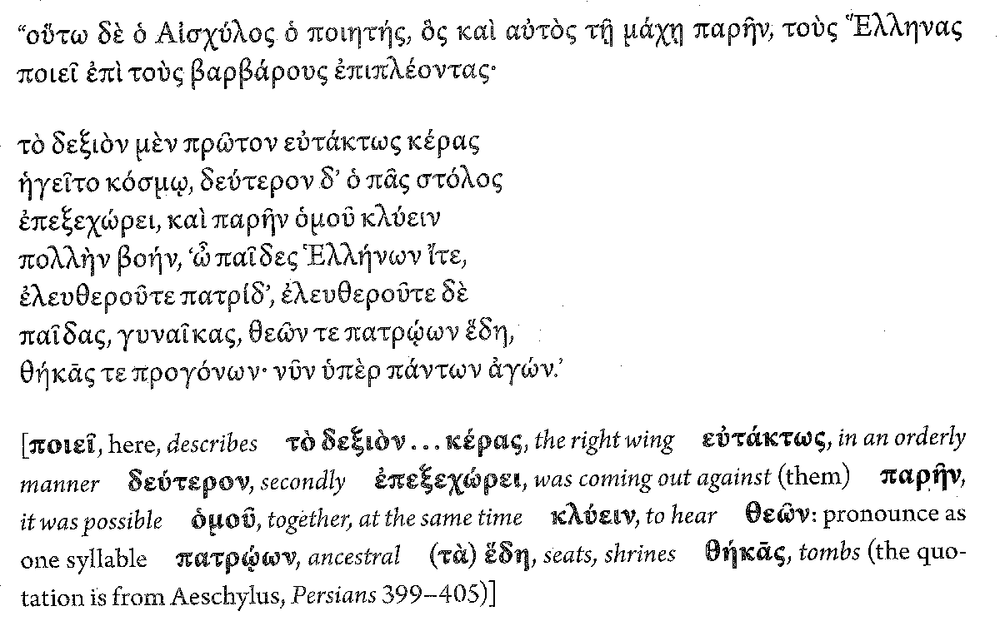 “οὕτω δὲ ὁ Αἰσχύλος ὁ ποιητής, ὃς καὶ αὐτὸς τῇ μάχῃ παρῆν, τοὺς Ἕλληνας
ποιεῖ ἐπὶ τοὺς βαρβάρους ἐπιπλέοντας·
τὸ δεξιὸν μὲν πρῶτον εὐτάκτως κέρας
ἡγεῖτο κόσμῳ, δεύτερον δ’ ὁ πᾶς στόλος
ἐπεξεχώρει, καὶ παρῆν ὁμοῦ κλύειν
πολλὴν βοήν, ‘ὦ παῖδες Ἑλλήνων ἴτε,
ἐλευθεροῦτε πατρίδ’, ἐλευθεροῦτε δὲ
παῖδας, γυναῖκας, θεῶν τε πατρῴων ἕδη,
θήκᾱς τε προγόνων· νῦν ὑπὲρ πάντων ἀγών.’
[ποιεῖ, here, describes τὸ δεξιὸν . . . κέρας, the right wing εὐτάκτως, in an orderly
manner δεύτερον, secondly ἐπεξεχώρει, was coming out against (them) παρῆν,
it was possible ὁμοῦ, together, at the same time κλύειν, to hear θεῶν: pronounce as
one syllable πατρῴων, ancestral (τὰ) ἕδη, seats, shrines θήκᾱς, tombs (the quo-
tation is from Aeschylus, Persians 399–405)]